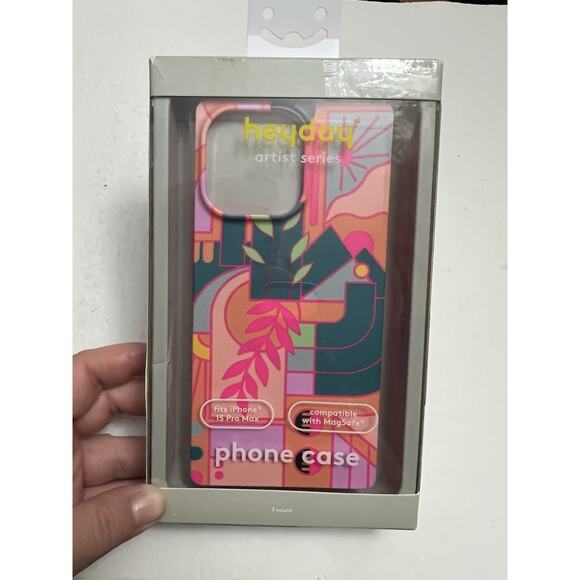 heyday*
artist series
fits iPhone®
15 Pro Max
compatible
with MagSafe®
phone case
1 count